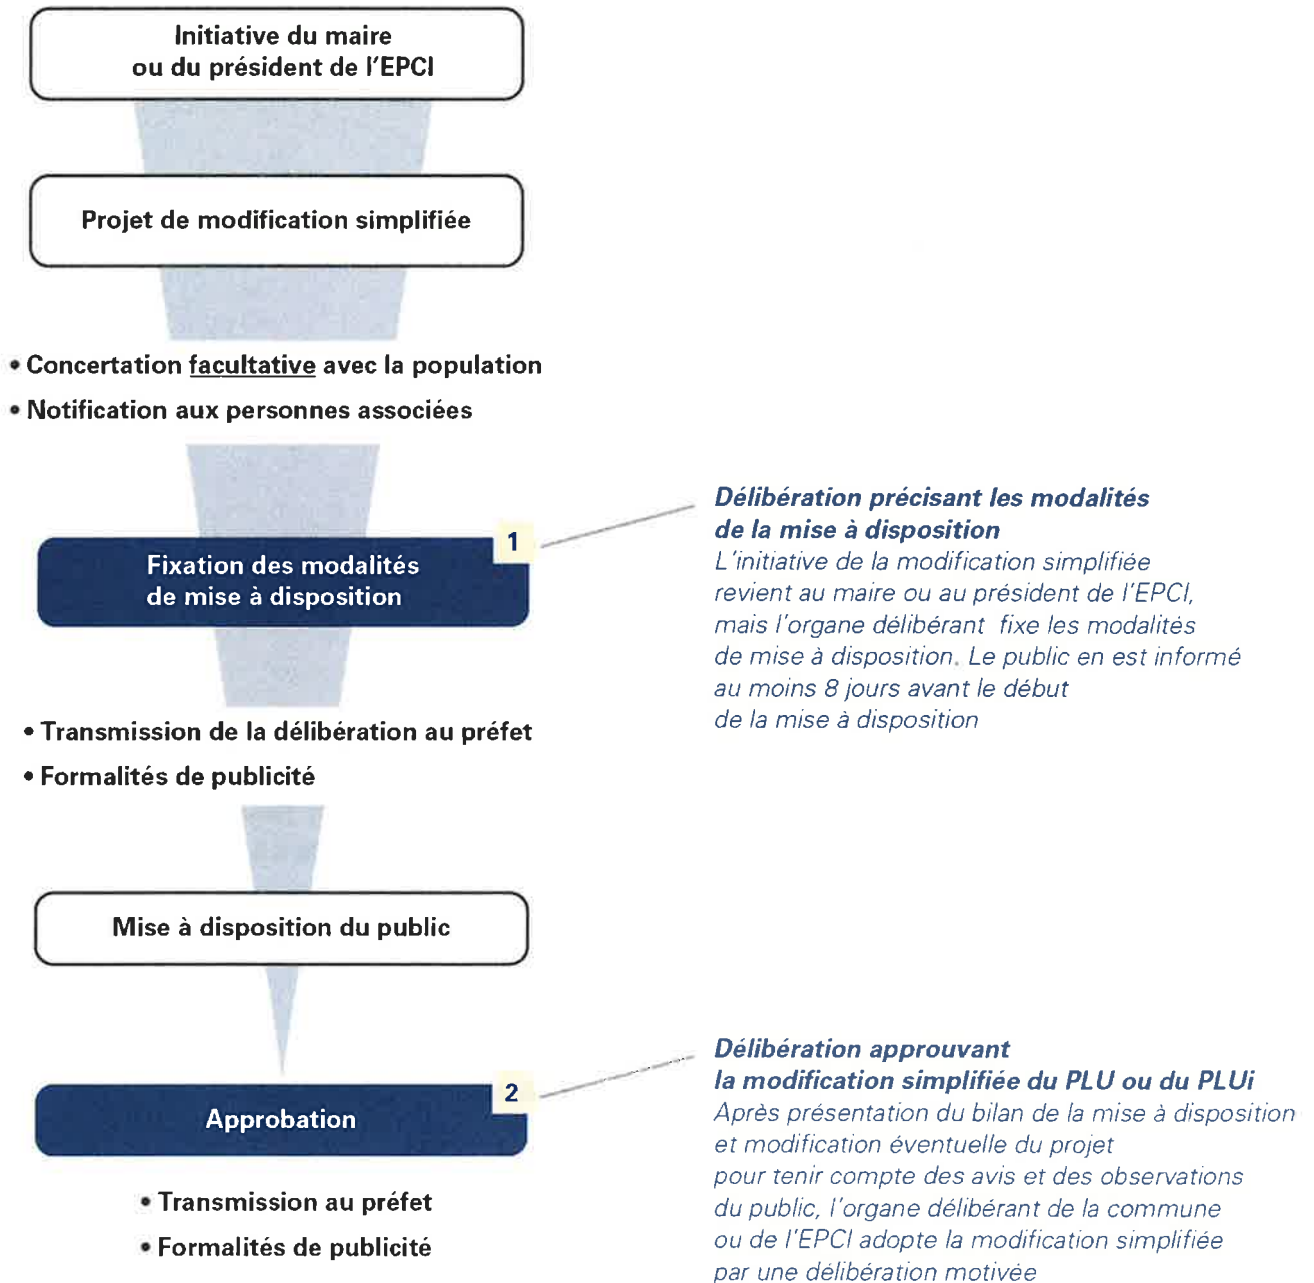 Initiative du maire
ou du président de l'EPCI
Projet de modification simplifiée
• Concertation facultative avec la population
• Notification aux personnes associées
1
Fixation des modalités
de mise à disposition
Délibération précisant les modalités
de la mise à disposition
L'initiative de la modification simplifiée
revient au maire ou au président de l'EPCI,
mais l'organe délibérant fixe les modalités
de mise à disposition. Le public en est informé
au moins 8 jours avant le début
de la mise à disposition
• Transmission de la délibération au préfet
• Formalités de publicité
Mise à disposition du public
2
Approbation
Délibération approuvant
la modification simplifiée du PLU ou du PLUi
Après présentation du bilan de la mise à disposition
et modification éventuelle du projet
pour tenir compte des avis et des observations
du public, l'organe délibérant de la commune
ou de l'EPCI adopte la modification simplifiée
par une délibération motivée
• Transmission au préfet
• Formalités de publicité